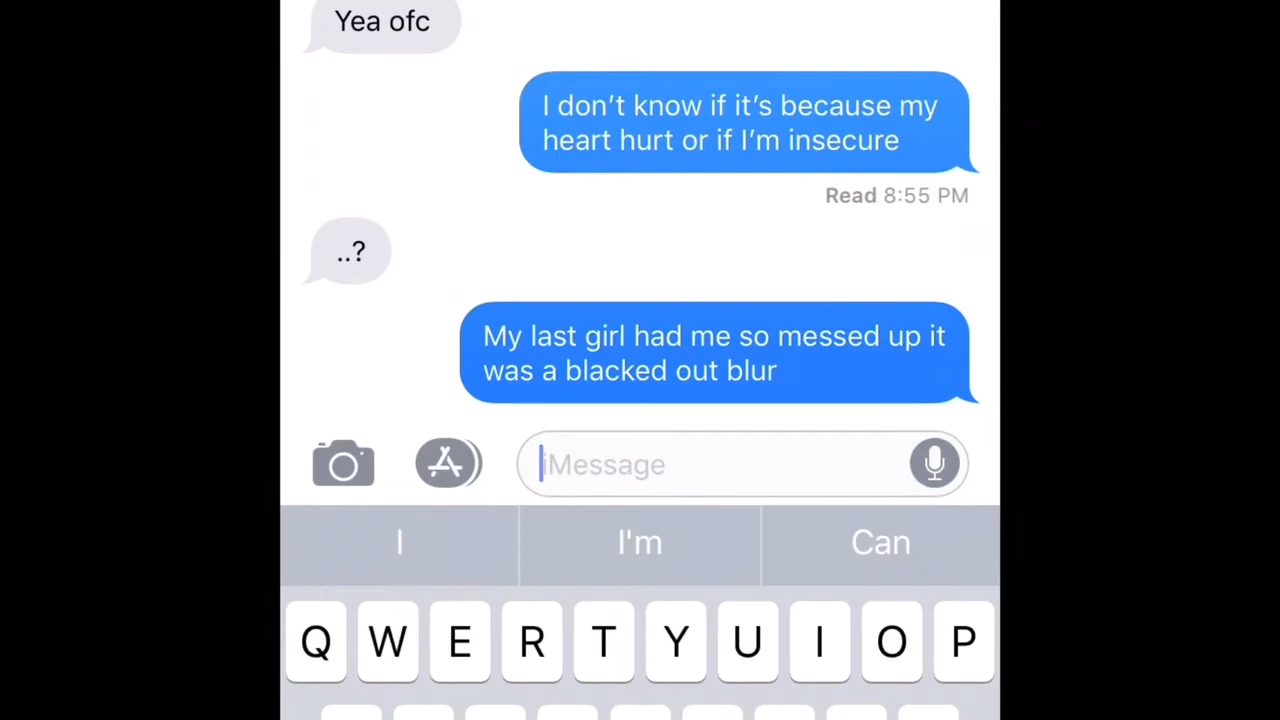 Yea ofc
I don’t know if it’s because my
heart hurt or if I’m insecure
Read 8:55 PM
..?
My last girl had me so messed up it
was a blacked out blur
iMessage
I I'm Can
Q W E R T Y U I O P